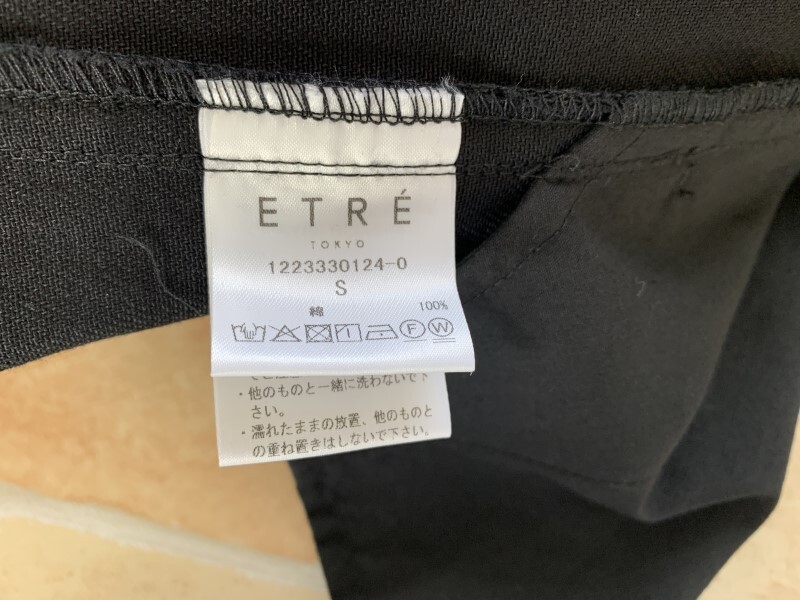 ETRÉ
TOKYO
1223330124-0
S
綿 100%
F W
・他のものと一緒に洗わないで下
さい。
・濡れたままの放置、他のものと
の重ね置きはしないで下さい。